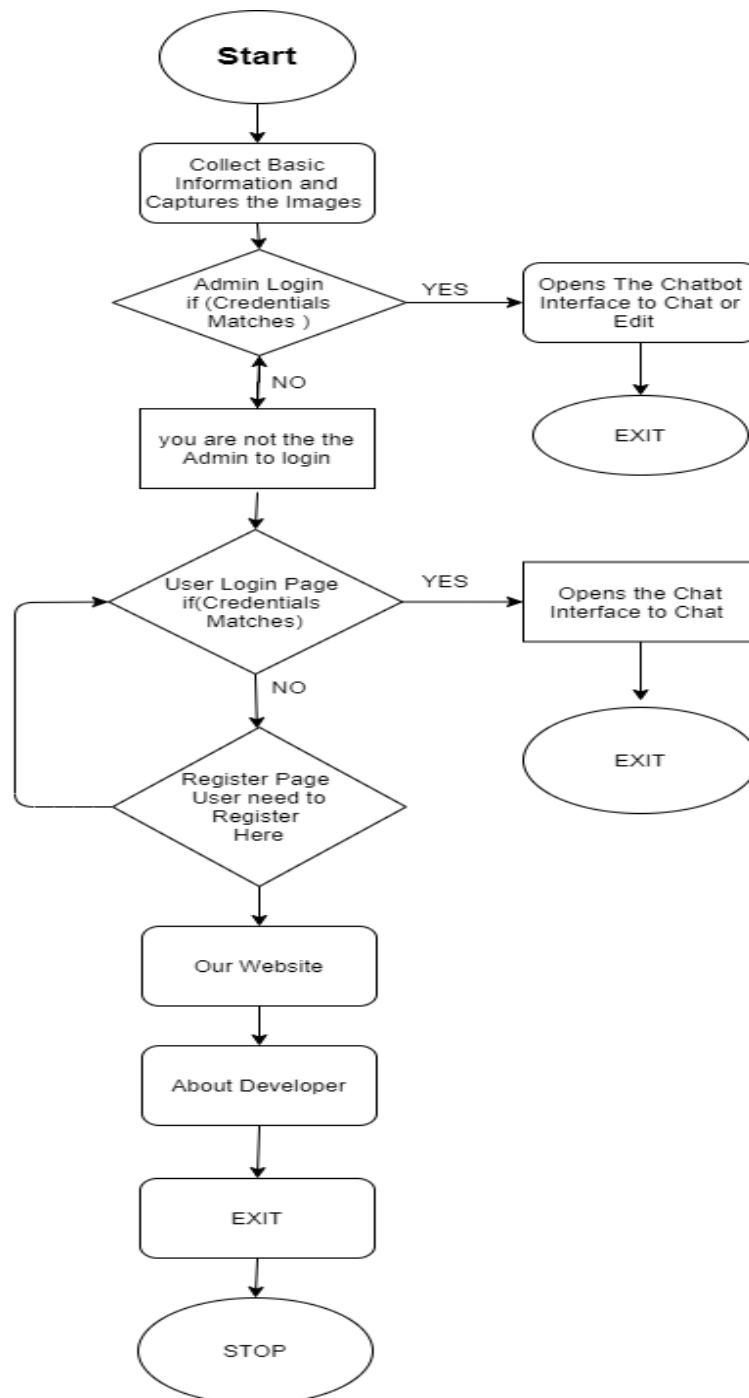 Start
Collect Basic
Information and
Captures the Images
Admin Login
if (Credentials
Matches )
YES
Opens The Chatbot
Interface to Chat or
Edit
NO
EXIT
you are not the the
Admin to login
User Login Page
if(Credentials
Matches)
YES
Opens the Chat
Interface to Chat
NO
EXIT
Register Page
User need to
Register
Here
Our Website
About Developer
EXIT
STOP